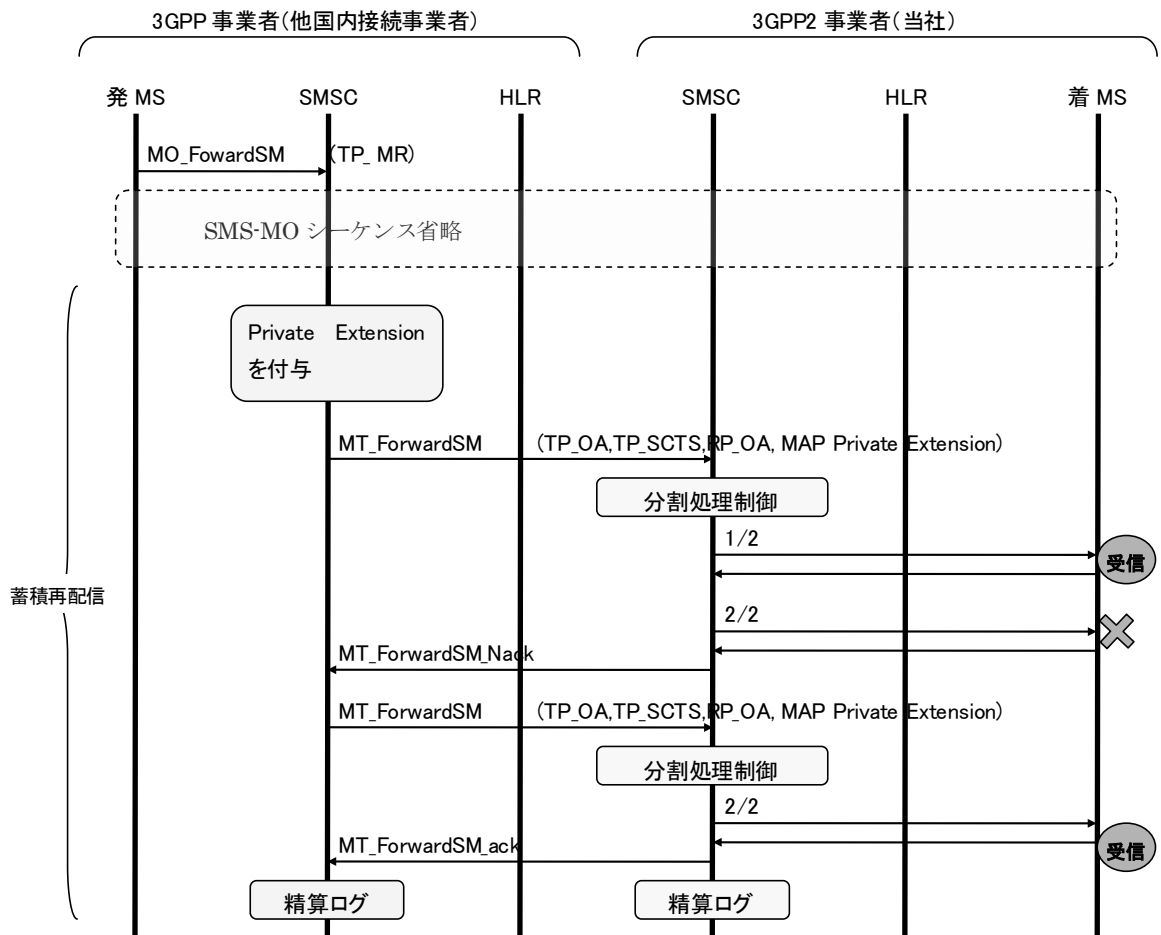 3GPP 事業者(他国内接続事業者)
3GPP2 事業者(当社)
発 MS
SMSC
HLR
SMSC
HLR
着 MS
MO_FowardSM (TP_ MR)
SMS-MO シーケンス省略
Private Extension
を付与
MT_ForwardSM (TP_OA,TP_SCTS,RP_OA, MAP Private Extension)
分割処理制御
1/2
受信
蓄積再配信
2/2
MT_ForwardSM_Nack
MT_ForwardSM (TP_OA,TP_SCTS,RP_OA, MAP Private Extension)
分割処理制御
2/2
MT_ForwardSM_ack
受信
精算ログ
精算ログ